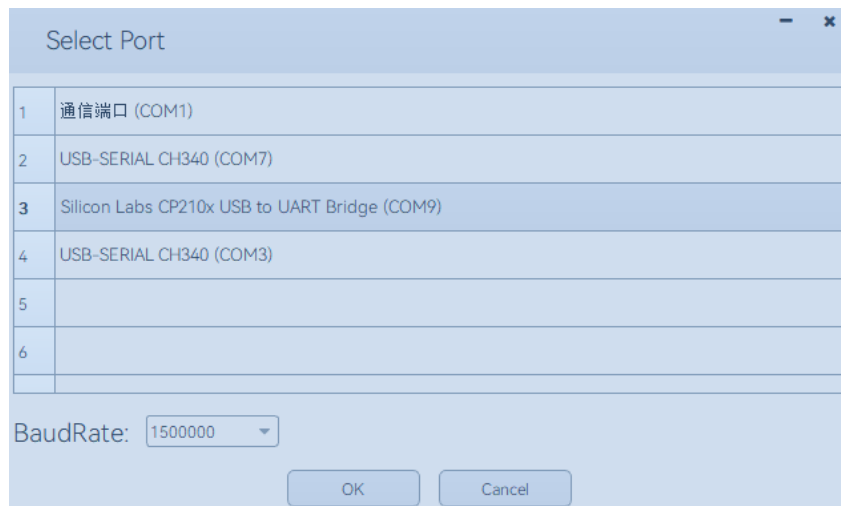 Select Port
1 通信端口 (COM1)
2 USB-SERIAL CH340 (COM7)
3 Silicon Labs CP210x USB to UART Bridge (COM9)
4 USB-SERIAL CH340 (COM3)
5
6
BaudRate: 1500000
OK Cancel